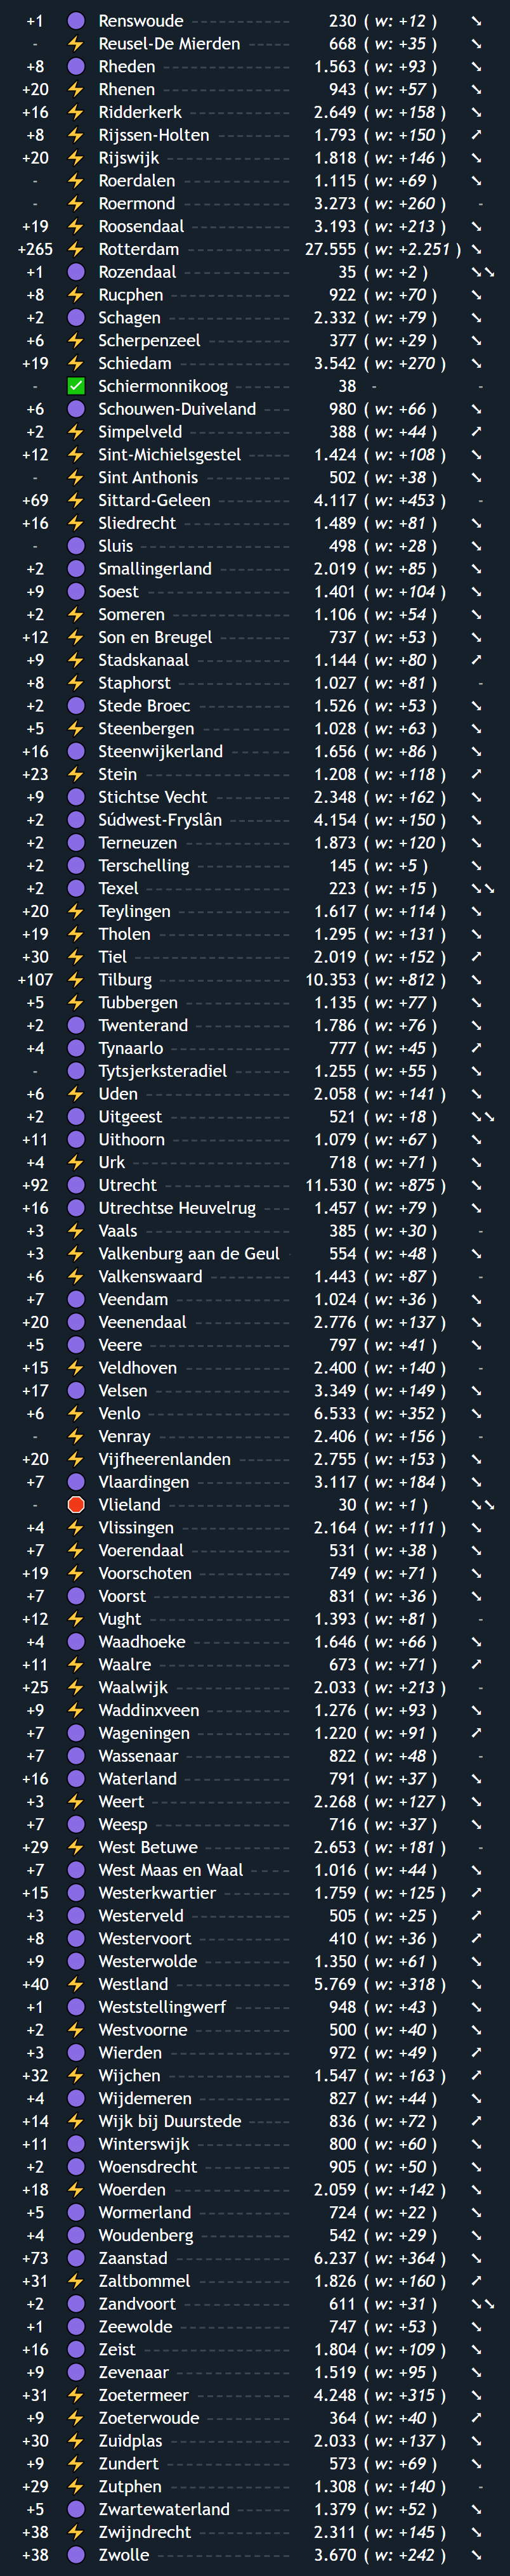 +1 Renswoude 230 ( w: +12 )
- Reusel-De Mierden 668 ( w: +35 )
+8 Rheden 1.563 ( w: +93 )
+20 Rhenen 943 ( w: +57 )
+16 Ridderkerk 2.649 ( w: +158 )
+8 Rijssen-Holten 1.793 ( w: +150 )
+20 Rijswijk 1.818 ( w: +146 )
- Roerdalen 1.115 ( w: +69 )
- Roermond 3.273 ( w: +260 ) -
+19 Roosendaal 3.193 ( w: +213 )
+265 Rotterdam 27.555 ( w: +2.251 )
+1 Rozendaal 35 ( w: +2 )
+8 Rucphen 922 ( w: +70 )
+2 Schagen 2.332 ( w: +79 )
+6 Scherpenzeel 377 ( w: +29 )
+19 Schiedam 3.542 ( w: +270 )
- Schiermonnikoog 38 - -
+6 Schouwen-Duiveland 980 ( w: +66 )
+2 Simpelveld 388 ( w: +44 )
+12 Sint-Michielsgestel 1.424 ( w: +108 )
- Sint Anthonis 502 ( w: +38 )
+69 Sittard-Geleen 4.117 ( w: +453 ) -
+16 Sliedrecht 1.489 ( w: +81 )
- Sluis 498 ( w: +28 )
+2 Smallingerland 2.019 ( w: +85 )
+9 Soest 1.401 ( w: +104 )
+2 Someren 1.106 ( w: +54 )
+12 Son en Breugel 737 ( w: +53 )
+9 Stadskanaal 1.144 ( w: +80 )
+8 Staphorst 1.027 ( w: +81 ) -
+2 Stede Broec 1.526 ( w: +53 )
+5 Steenbergen 1.028 ( w: +63 )
+16 Steenwijkerland 1.656 ( w: +86 )
+23 Stein 1.208 ( w: +118 )
+9 Stichtse Vecht 2.348 ( w: +162 )
+2 Súdwest-Fryslân 4.154 ( w: +150 )
+2 Terneuzen 1.873 ( w: +120 )
+2 Terschelling 145 ( w: +5 )
+2 Texel 223 ( w: +15 )
+20 Teylingen 1.617 ( w: +114 )
+19 Tholen 1.295 ( w: +131 )
+30 Tiel 2.019 ( w: +152 )
+107 Tilburg 10.353 ( w: +812 )
+5 Tubbergen 1.135 ( w: +77 )
+2 Twenterand 1.786 ( w: +76 )
+4 Tynaarlo 777 ( w: +45 )
- Tytsjerksteradiel 1.255 ( w: +55 )
+6 Uden 2.058 ( w: +141 )
+2 Uitgeest 521 ( w: +18 )
+11 Uithoorn 1.079 ( w: +67 )
+4 Urk 718 ( w: +71 )
+92 Utrecht 11.530 ( w: +875 )
+16 Utrechtse Heuvelrug 1.457 ( w: +79 )
+3 Vaals 385 ( w: +30 ) -
+3 Valkenburg aan de Geul 554 ( w: +48 )
+6 Valkenswaard 1.443 ( w: +87 ) -
+7 Veendam 1.024 ( w: +36 )
+20 Veenendaal 2.776 ( w: +137 )
+5 Veere 797 ( w: +41 )
+15 Veldhoven 2.400 ( w: +140 ) -
+17 Velsen 3.349 ( w: +149 )
+6 Venlo 6.533 ( w: +352 )
- Venray 2.406 ( w: +156 ) -
+20 Vijfheerenlanden 2.755 ( w: +153 )
+7 Vlaardingen 3.117 ( w: +184 )
- Vlieland 30 ( w: +1 )
+4 Vlissingen 2.164 ( w: +111 )
+7 Voerendaal 531 ( w: +38 )
+19 Voorschoten 749 ( w: +71 )
+7 Voorst 831 ( w: +36 )
+12 Vught 1.393 ( w: +81 ) -
+4 Waadhoeke 1.646 ( w: +66 )
+11 Waalre 673 ( w: +71 )
+25 Waalwijk 2.033 ( w: +213 ) -
+9 Waddinxveen 1.276 ( w: +93 )
+7 Wageningen 1.220 ( w: +91 )
+7 Wassenaar 822 ( w: +48 ) -
+16 Waterland 791 ( w: +37 )
+3 Weert 2.268 ( w: +127 )
+7 Weesp 716 ( w: +37 )
+29 West Betuwe 2.653 ( w: +181 ) -
+7 West Maas en Waal 1.016 ( w: +44 )
+15 Westerkwartier 1.759 ( w: +125 )
+3 Westerveld 505 ( w: +25 )
+8 Westervoort 410 ( w: +36 )
+9 Westerwolde 1.350 ( w: +61 )
+40 Westland 5.769 ( w: +318 )
+1 Weststellingwerf 948 ( w: +43 )
+2 Westvoorne 500 ( w: +40 )
+3 Wierden 972 ( w: +49 )
+32 Wijchen 1.547 ( w: +163 )
+4 Wijdemeren 827 ( w: +44 )
+14 Wijk bij Duurstede 836 ( w: +72 )
+11 Winterswijk 800 ( w: +60 )
+2 Woensdrecht 905 ( w: +50 )
+18 Woerden 2.059 ( w: +142 )
+5 Wormerland 724 ( w: +22 )
+4 Woudenberg 542 ( w: +29 )
+73 Zaanstad 6.237 ( w: +364 )
+31 Zaltbommel 1.826 ( w: +160 )
+2 Zandvoort 611 ( w: +31 )
+1 Zeewolde 747 ( w: +53 )
+16 Zeist 1.804 ( w: +109 )
+9 Zevenaar 1.519 ( w: +95 )
+31 Zoetermeer 4.248 ( w: +315 )
+9 Zoeterwoude 364 ( w: +40 )
+30 Zuidplas 2.033 ( w: +137 )
+9 Zundert 573 ( w: +69 )
+29 Zutphen 1.308 ( w: +140 ) -
+5 Zwartewaterland 1.379 ( w: +52 )
+38 Zwijndrecht 2.311 ( w: +145 )
+38 Zwolle 3.670 ( w: +242 )